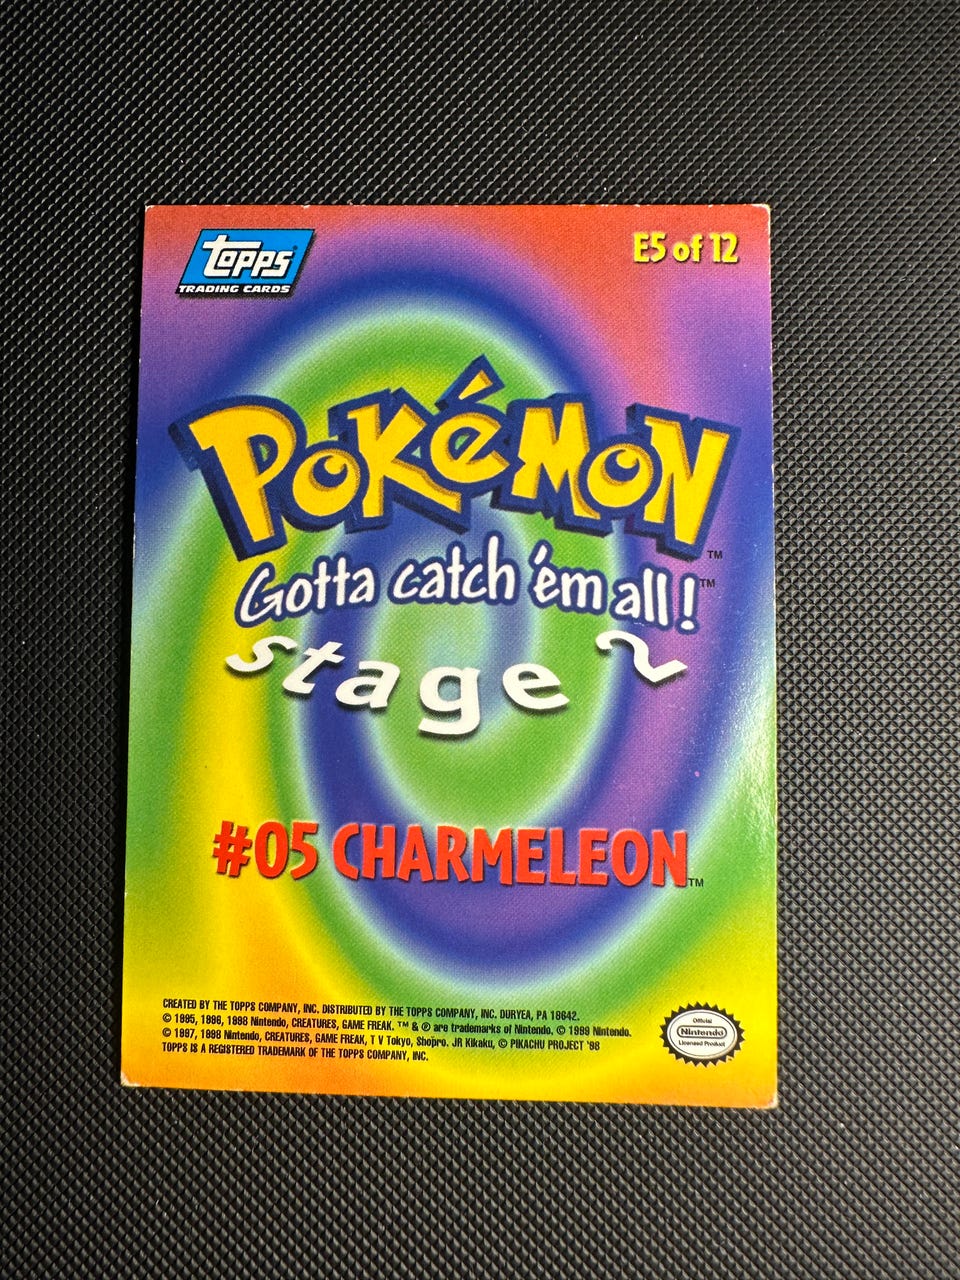 Topps
TRADING CARDS
E5 of 12
POKéMON
™
Gotta catch 'em all!™
stage 2
#05 CHARMELEON™
CREATED BY THE TOPPS COMPANY, INC. DISTRIBUTED BY THE TOPPS COMPANY, INC. DURYEA, PA 18642.
© 1995, 1996, 1998 Nintendo, CREATURES, GAME FREAK. ™ & ® are trademarks of Nintendo. © 1999 Nintendo.
© 1997, 1998 Nintendo, CREATURES, GAME FREAK, T V Tokyo, Shopro. JR Kikaku, © PIKACHU PROJECT '98
TOPPS IS A REGISTERED TRADEMARK OF THE TOPPS COMPANY, INC.
Official
Nintendo
Licensed Product